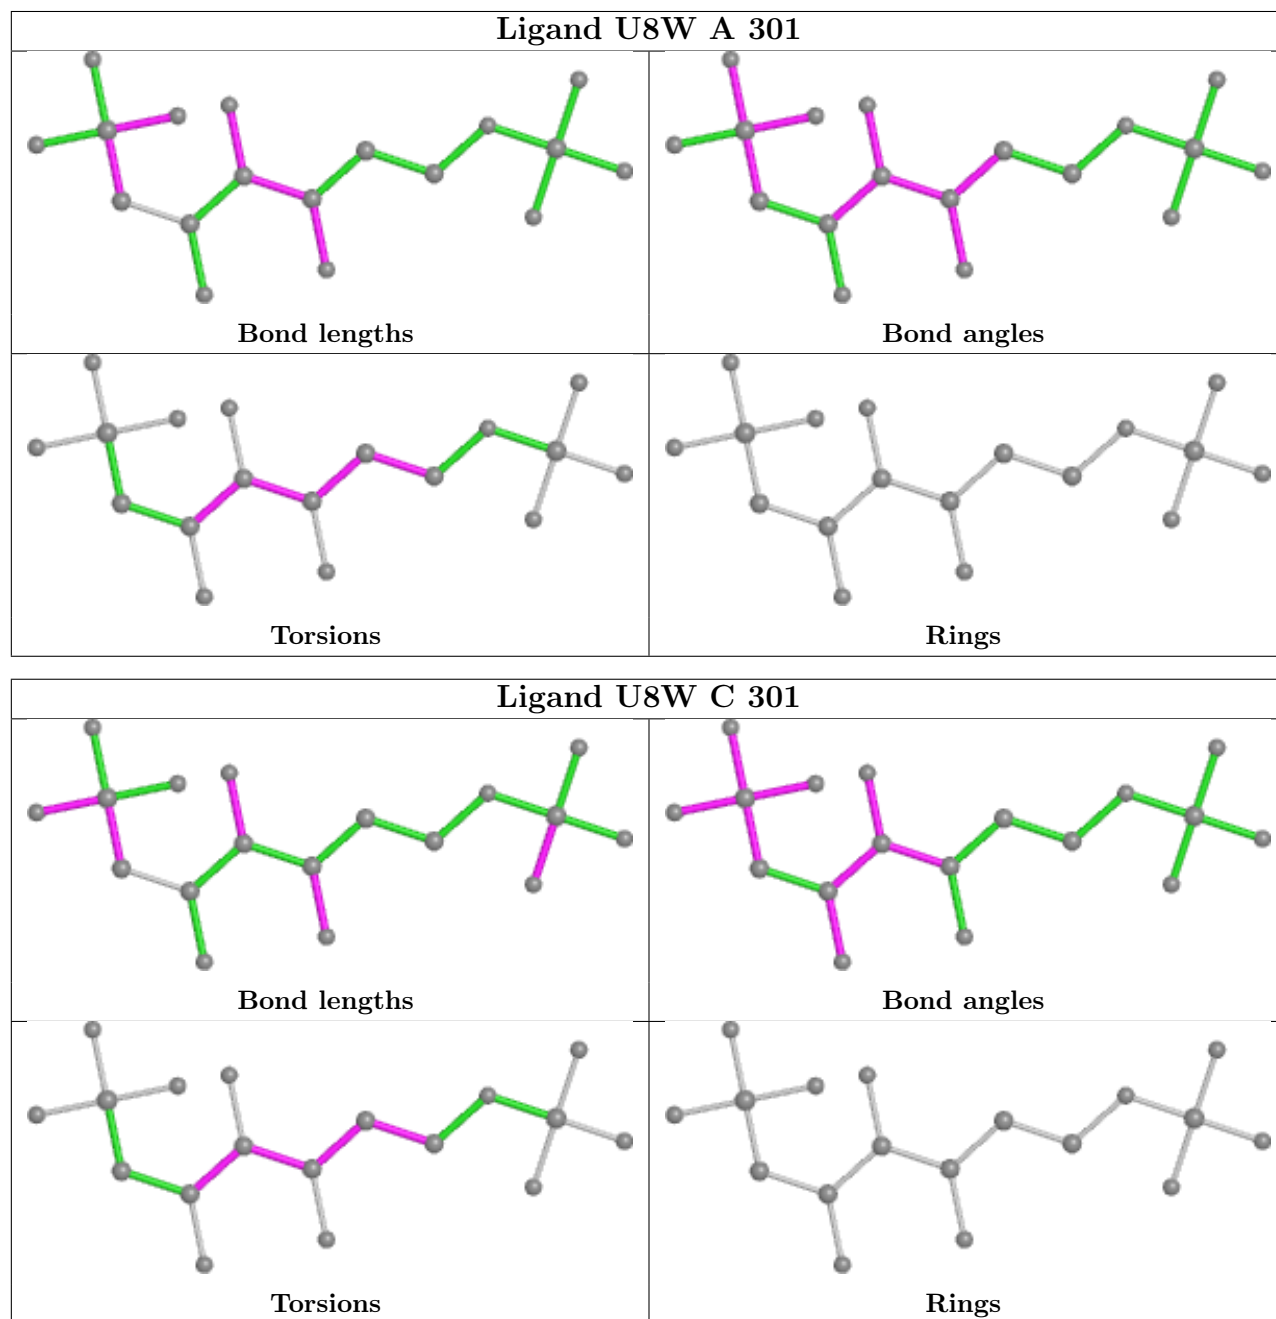 Ligand U8W A 301
Bond lengths
Bond angles
Torsions
Rings
Ligand U8W C 301
Bond lengths
Bond angles
Torsions
Rings